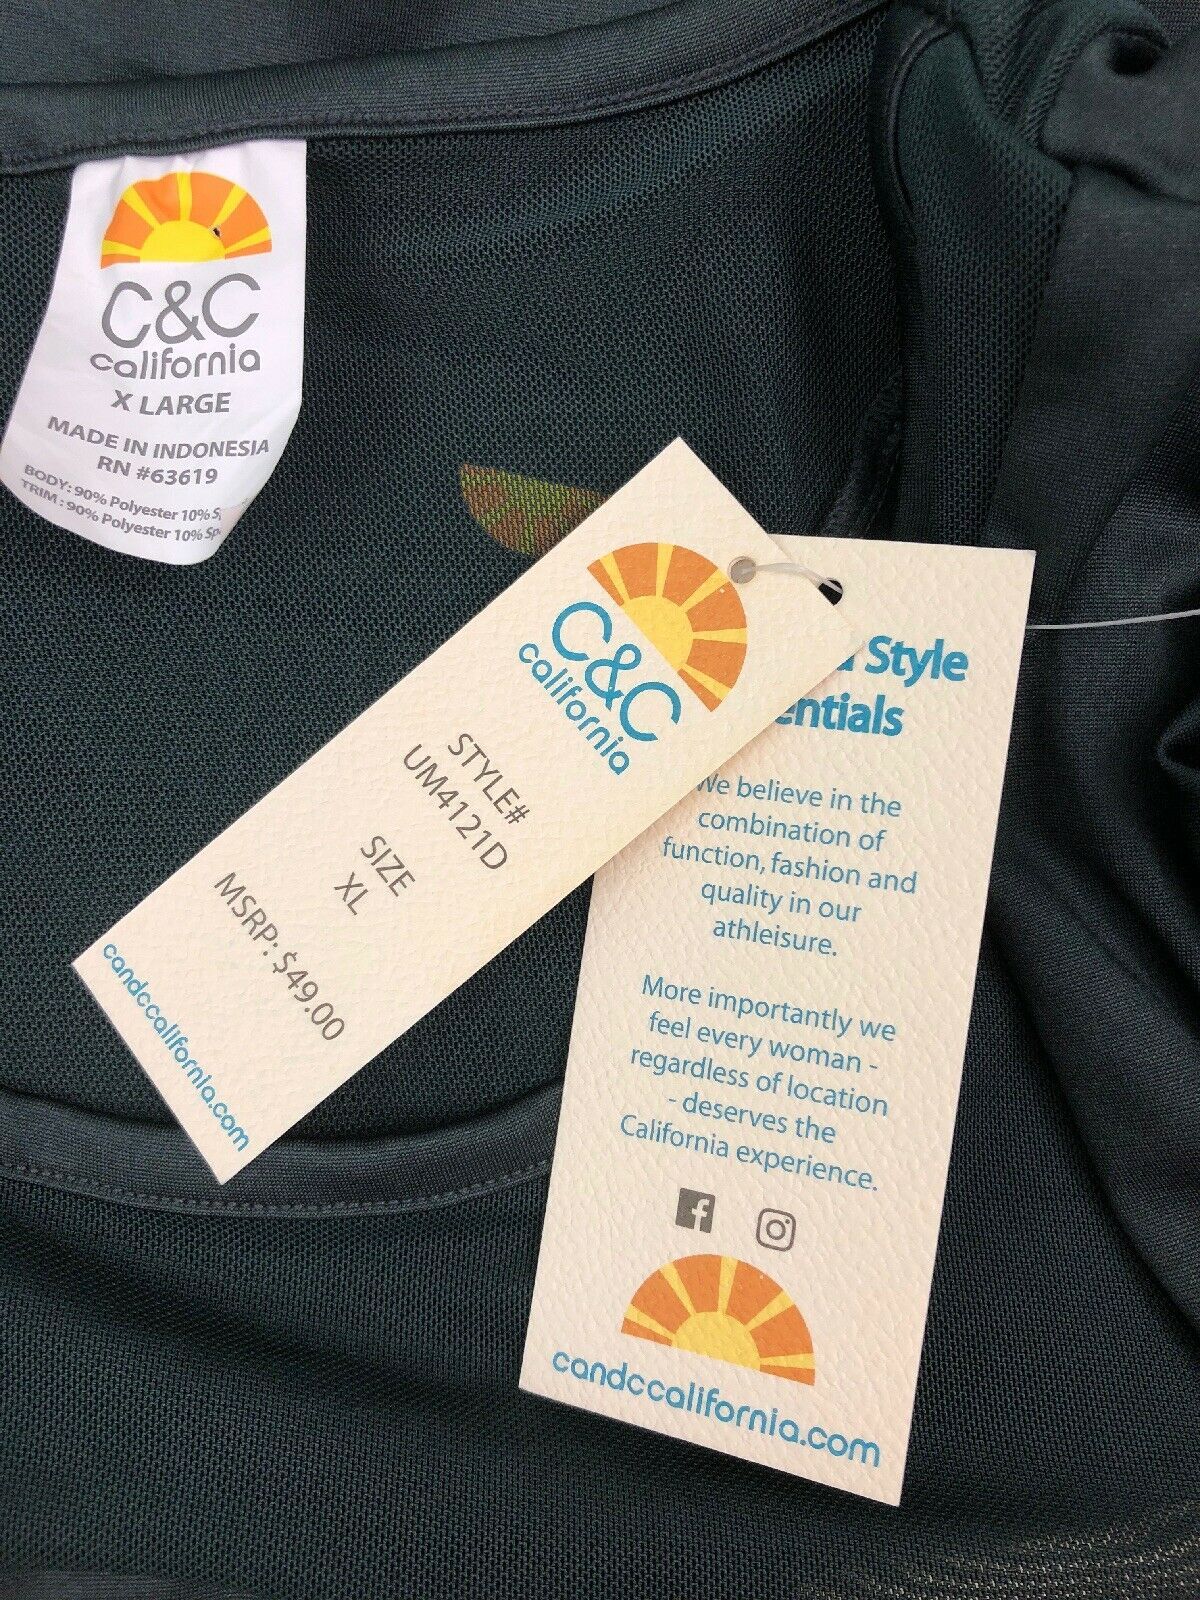 C&C
california
X LARGE
MADE IN INDONESIA
RN #63619
BODY: 90% Polyester 10%
TRIM: 90% Polyester 10%
C&C
california
STYLE#
UM4121D
SIZE
XL
MSRP: $49.00
candccalifornia.com
Style
We believe in the
combination of
function, fashion and
quality in our
athleisure.
More importantly we
feel every woman -
regardless of location
- deserves the
California experience.
candccalifornia.com